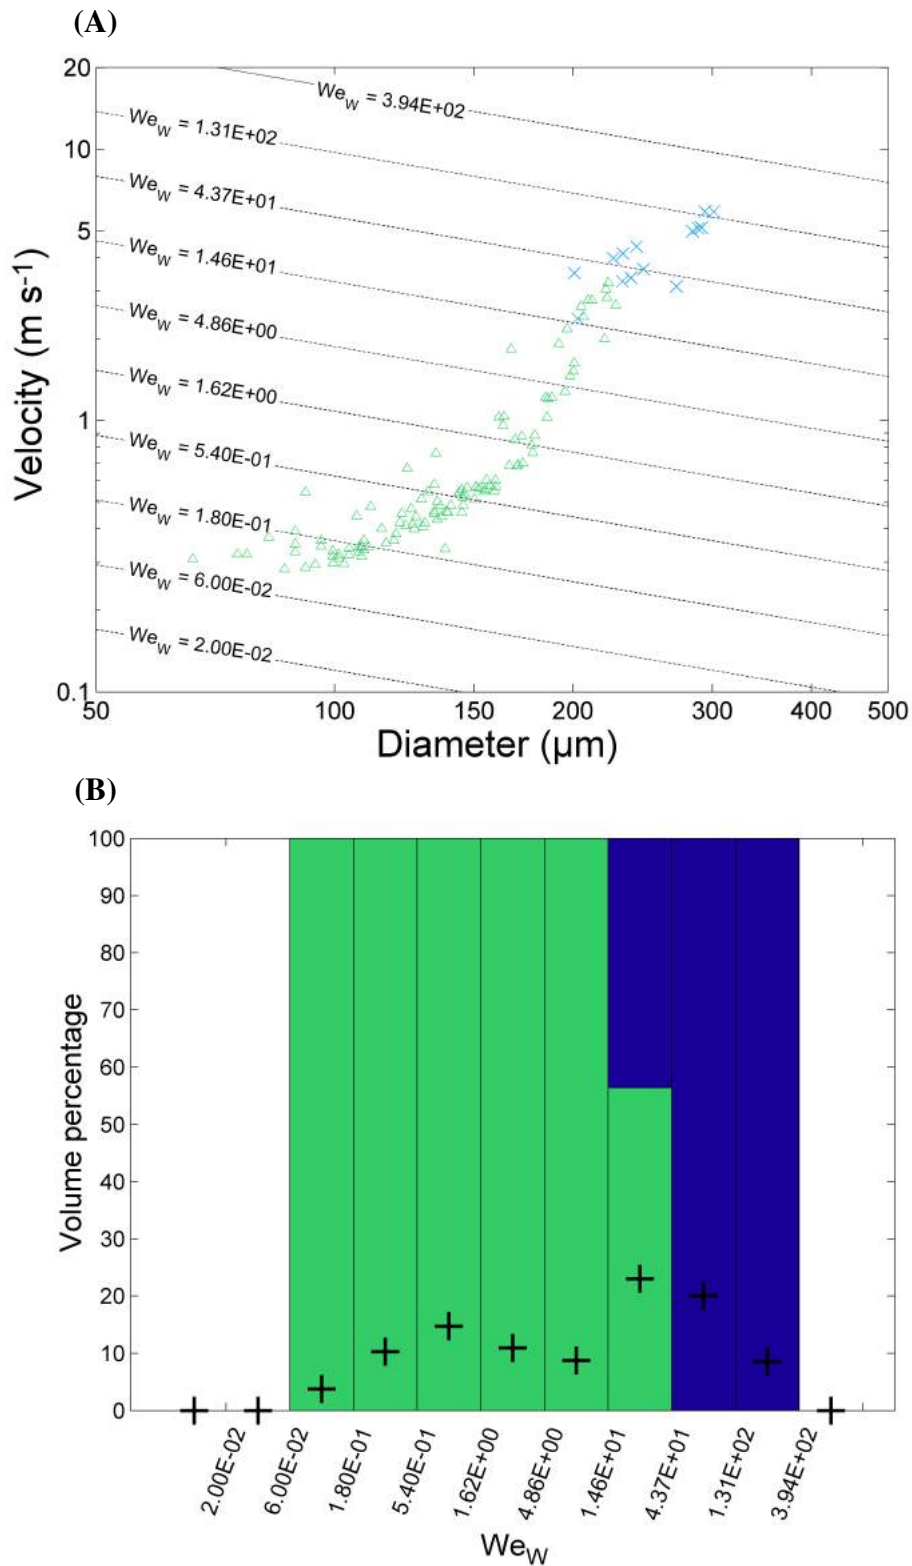 (A)
20
10
5
1
0.1
Velocity (m s-1)
We_W = 3.94E+02
We_W = 1.31E+02
We_W = 4.37E+01
We_W = 1.46E+01
We_W = 4.86E+00
We_W = 1.62E+00
We_W = 5.40E-01
We_W = 1.80E-01
We_W = 6.00E-02
We_W = 2.00E-02
50 100 150 200 300 400 500
Diameter (µm)
(B)
100
90
80
70
60
50
40
30
20
10
0
Volume percentage
2.00E-02 6.00E-02 1.80E-01 5.40E-01 1.62E+00 4.86E+00 1.46E+01 4.37E+01 1.31E+02 3.94E+02
We_W